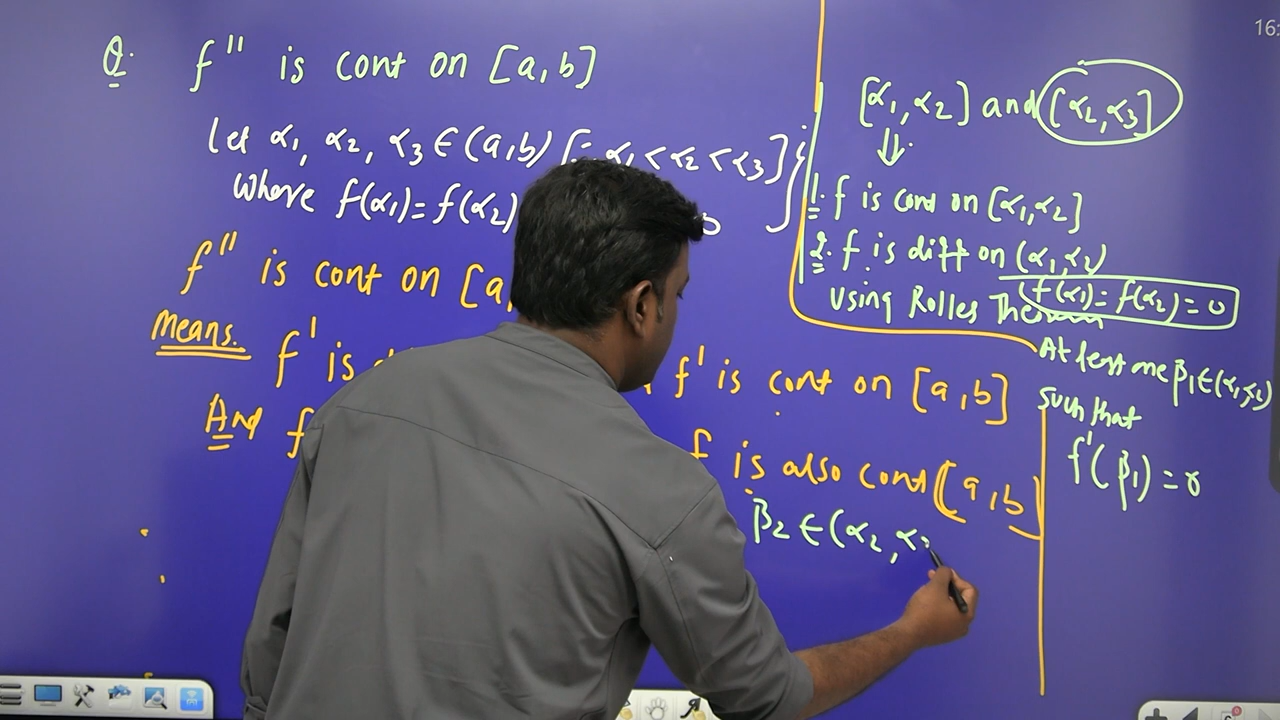 Q. f'' is cont on [a,b]
Let α1, α2, α3 ∈ (a,b) [∵ α1 < α2 < α3]
where f(α1) = f(α2) 0
f'' is cont on [a,
Means. f' is f' is cont on [a,b]
And f f is also cont [a,b]
β2 ∈ (α2, α
16:
[α1, α2] and [α2, α3]
⇓
1. f is cont on [α1, α2]
2. f is diff on (α1, α2)
f(α1) = f(α2) = 0
Using Rolles Theorem
At least one β1 ∈ (α1, α2)
such that
f'(β1) = 0